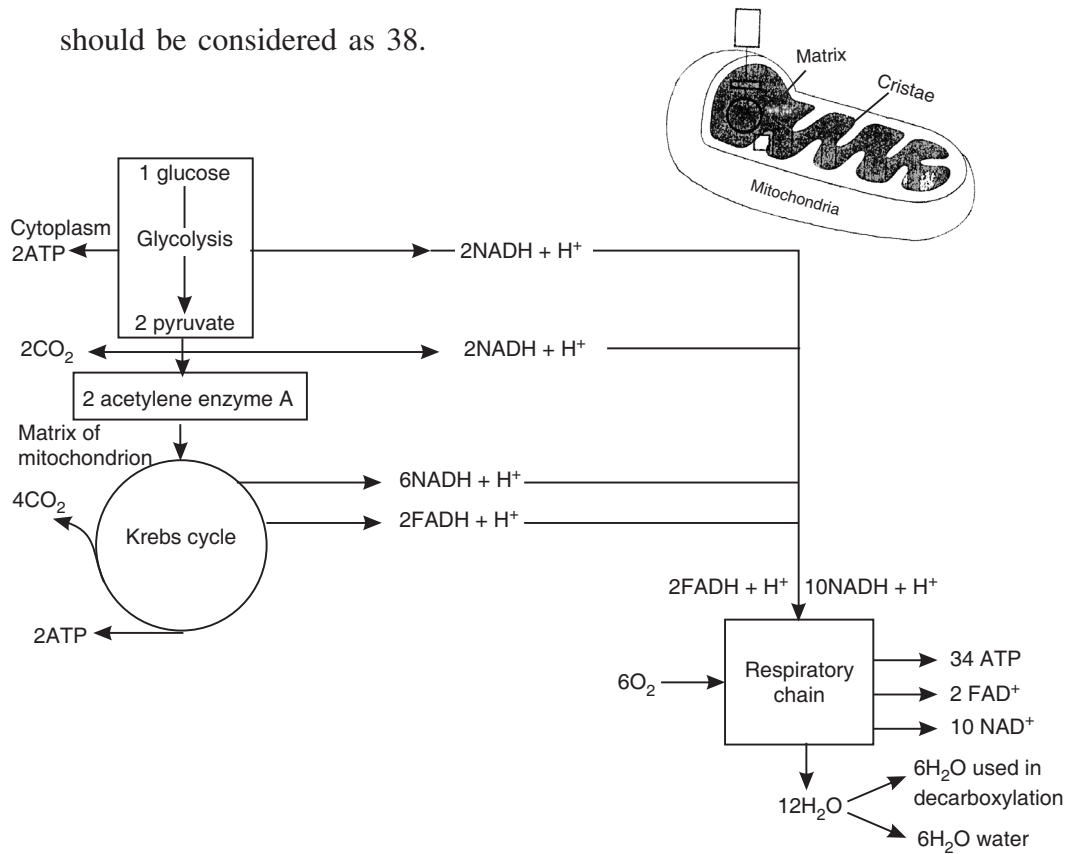 should be considered as 38.
Matrix
Cristae
Mitochondria
1 glucose
Cytoplasm
2ATP
Glycolysis
2NADH + H⁺
2 pyruvate
2CO₂
2NADH + H⁺
2 acetylene enzyme A
Matrix of
mitochondrion
6NADH + H⁺
4CO₂
2FADH + H⁺
Krebs cycle
2ATP
2FADH + H⁺ 10NADH + H⁺
6O₂
Respiratory
chain
34 ATP
2 FAD⁺
10 NAD⁺
12H₂O
6H₂O used in
decarboxylation
6H₂O water